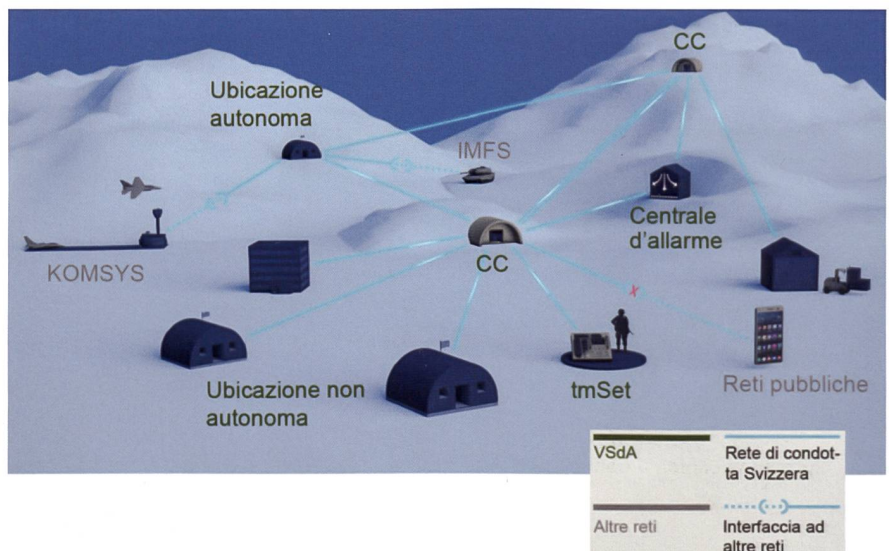 CC
Ubicazione
autonoma
IMFS
Centrale
d'allarme
KOMSYS
CC
Ubicazione non
autonoma
tmSet
Reti pubbliche
VSdA
Rete di condot-
ta Svizzera
Altre reti
Interfaccia ad
altre reti